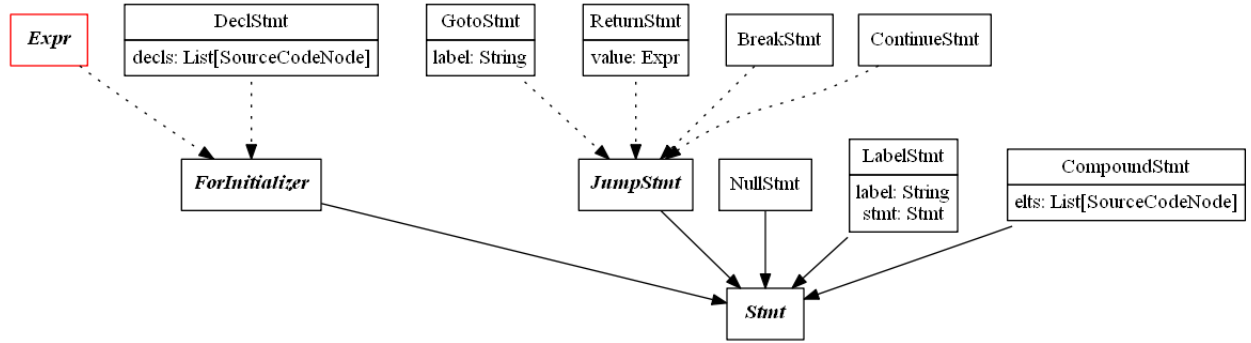 Expr
DeclStmt
decls: List[SourceCodeNode]
GotoStmt
label: String
ReturnStmt
value: Expr
BreakStmt
ContinueStmt
ForInitializer
JumpStmt
NullStmt
LabelStmt
label: String
stmt: Stmt
CompoundStmt
elts: List[SourceCodeNode]
Stmt